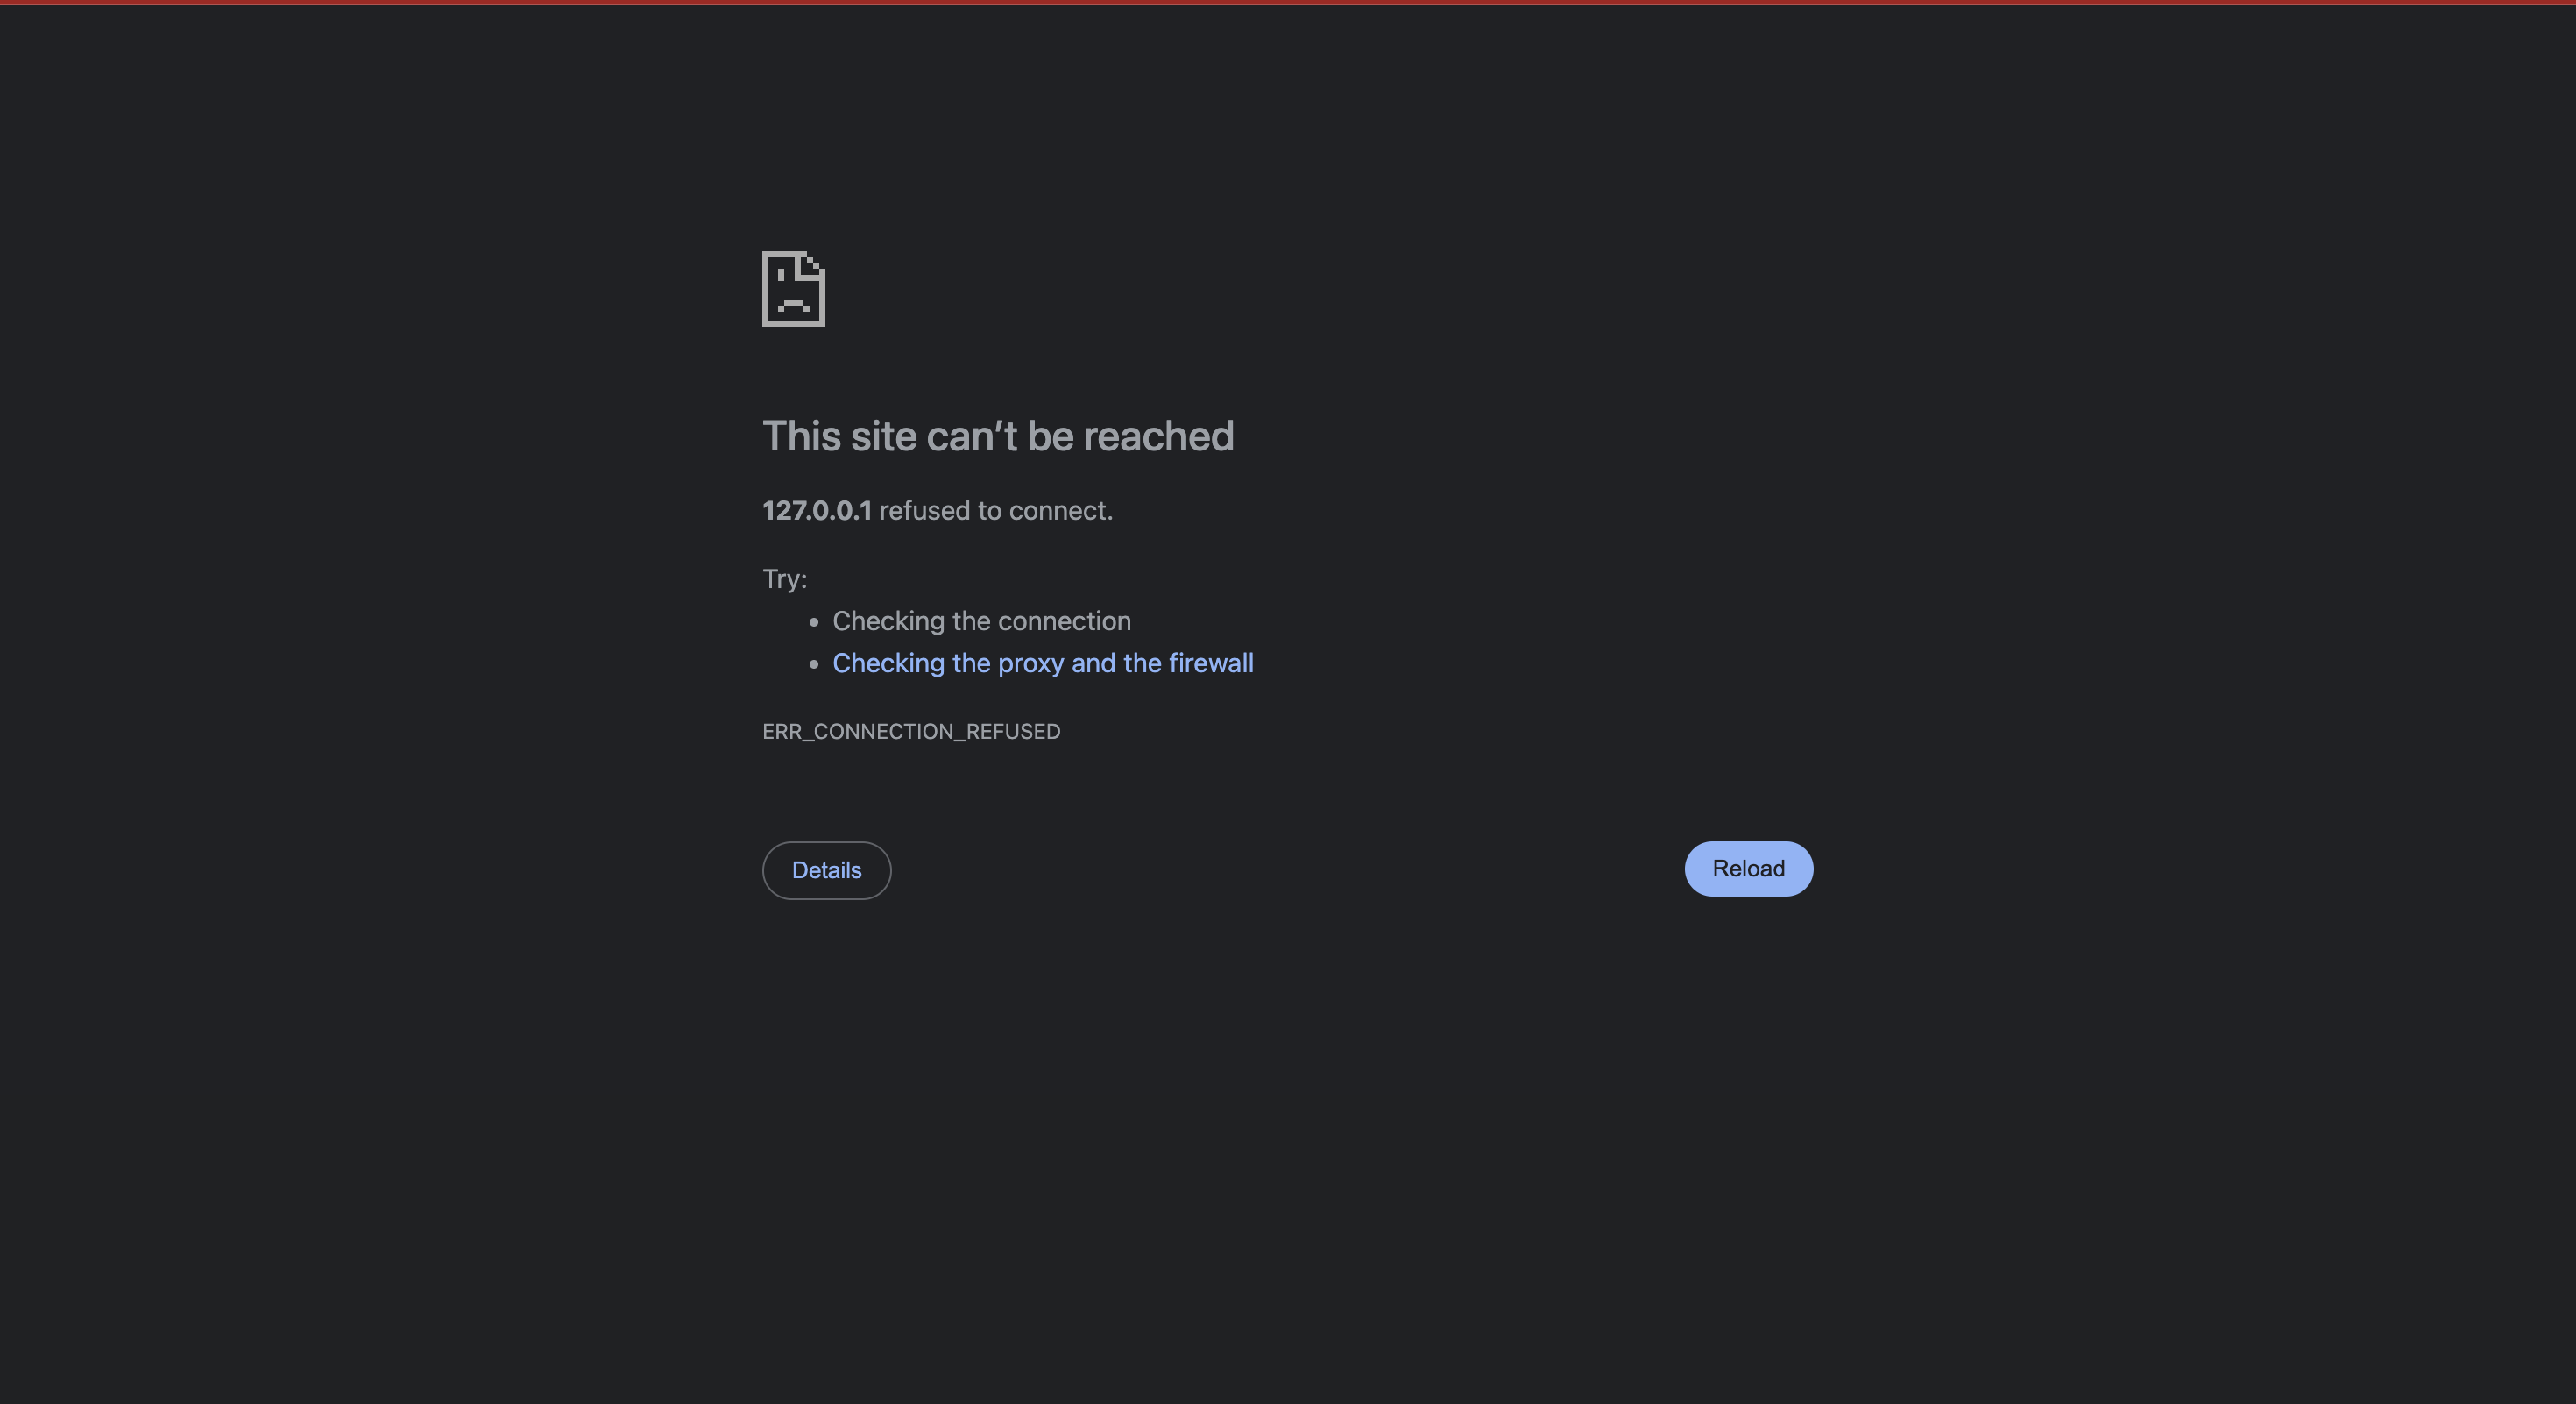 This site can’t be reached
127.0.0.1 refused to connect.
Try:
• Checking the connection
• Checking the proxy and the firewall
ERR_CONNECTION_REFUSED
Details
Reload